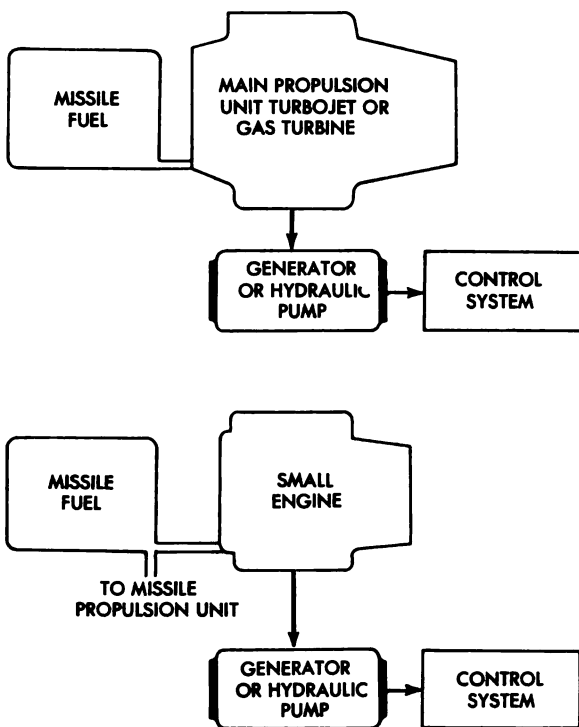 MISSILE
FUEL
MAIN PROPULSION
UNIT TURBOJET OR
GAS TURBINE
GENERATOR
OR HYDRAULIC
PUMP
CONTROL
SYSTEM
MISSILE
FUEL
SMALL
ENGINE
TO MISSILE
PROPULSION UNIT
GENERATOR
OR HYDRAULIC
PUMP
CONTROL
SYSTEM